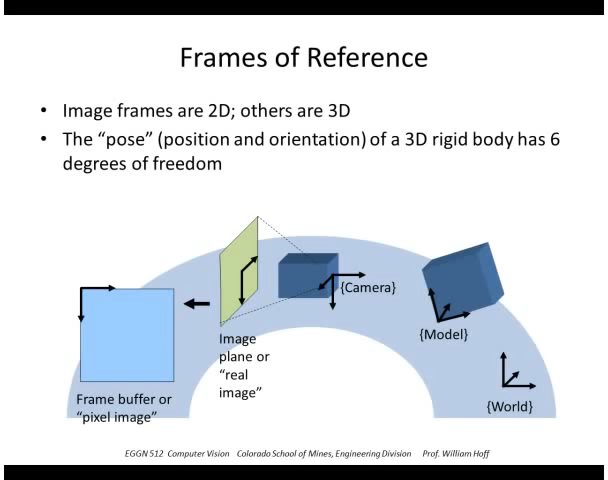 Frames of Reference
• Image frames are 2D; others are 3D
• The “pose” (position and orientation) of a 3D rigid body has 6
degrees of freedom
{Camera}
{Model}
Image
plane or
“real
image”
Frame buffer or
“pixel image”
{World}
EGGN 512 Computer Vision Colorado School of Mines, Engineering Division Prof. William Hoff